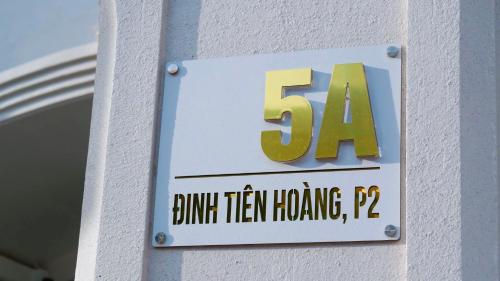 5A
ĐINH TIÊN HOÀNG, P2